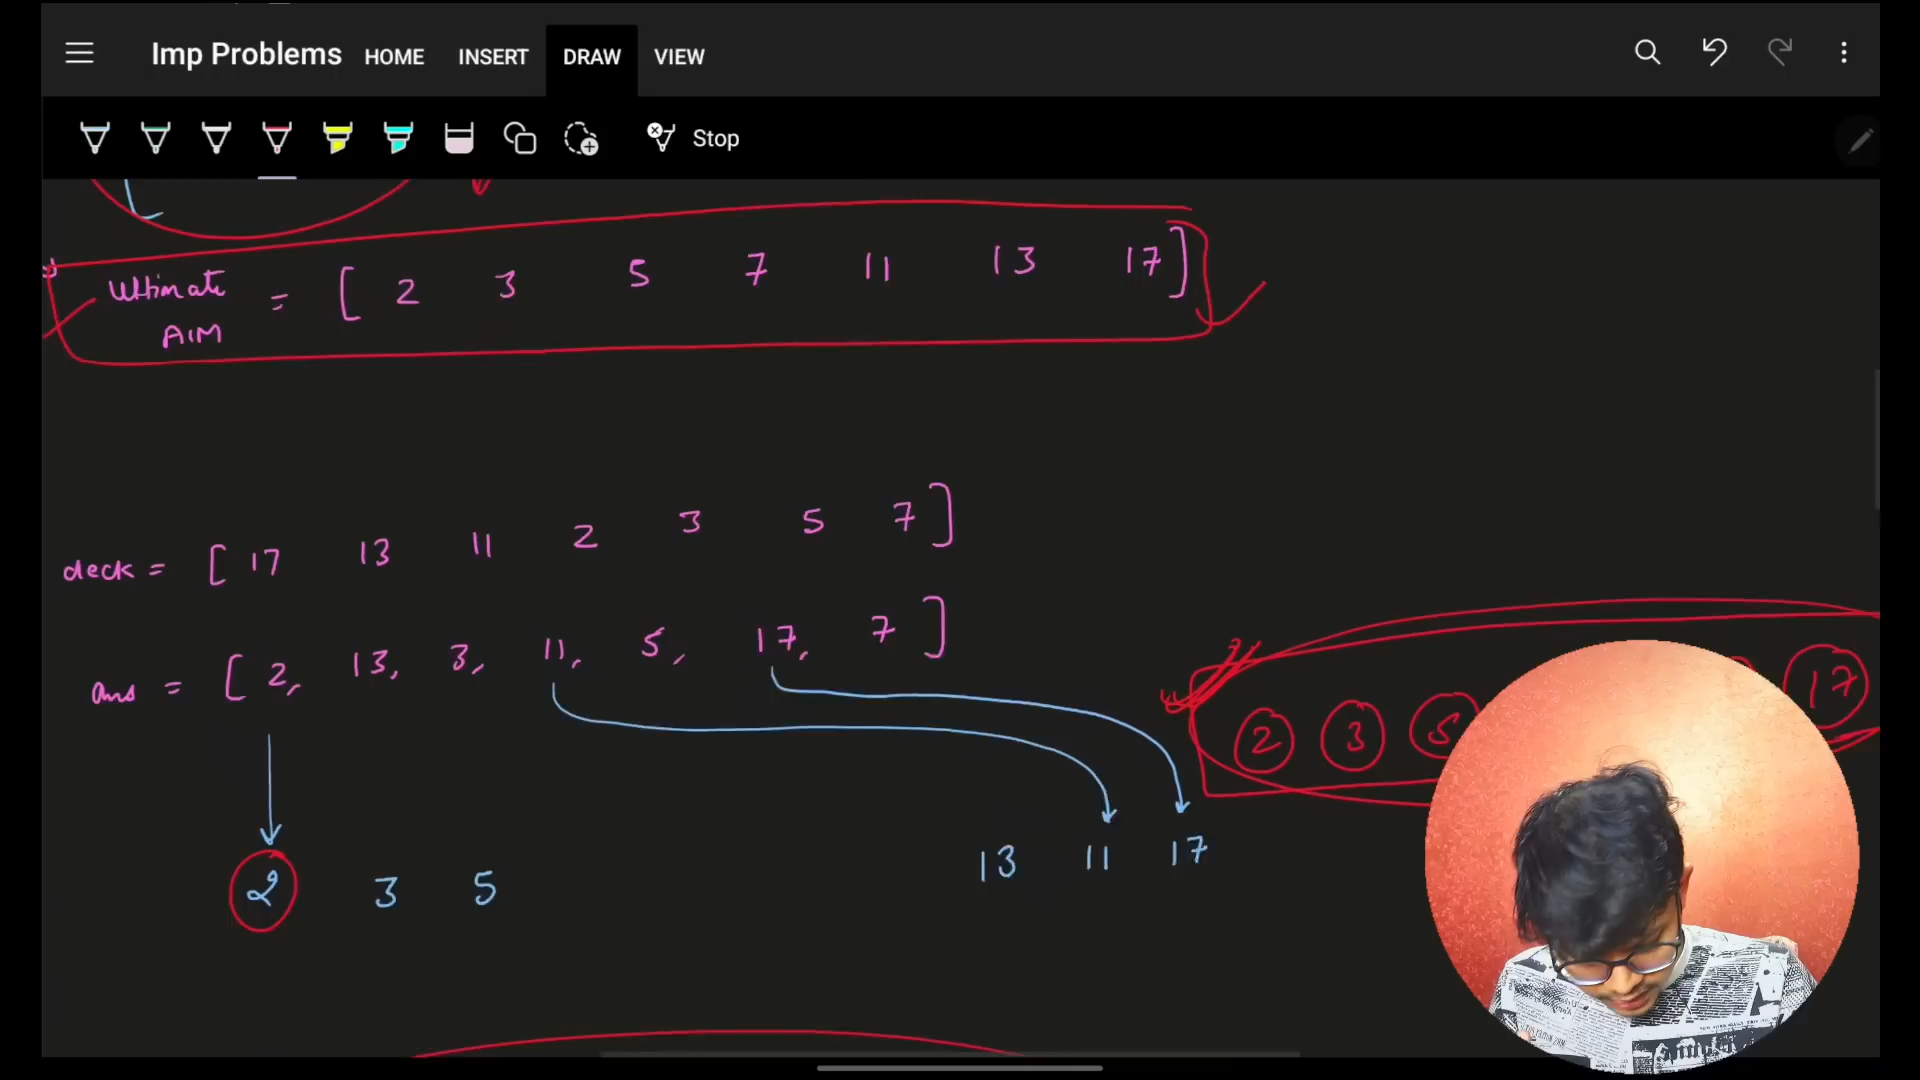 Imp Problems HOME INSERT DRAW VIEW
Stop
Ultimate AIM = [ 2 3 5 7 11 13 17 ]
deck = [ 17 13 11 2 3 5 7 ]
ans = [ 2, 13, 3, 11, 5, 17, 7 ]
2 3 5 17
2 3 5 13 11 17